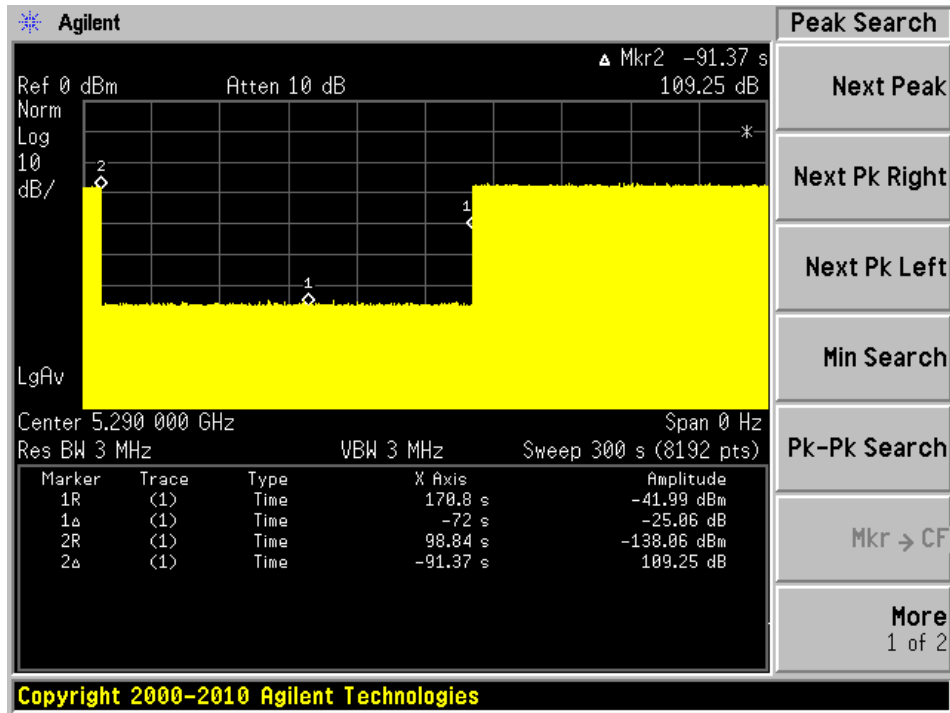 Agilent
Peak Search
Δ Mkr2 -91.37 s
Ref 0 dBm Atten 10 dB 109.25 dB
Norm
Log
10
dB/
2
*
1
1
LgAv
Center 5.290 000 GHz Span 0 Hz
Res BW 3 MHz VBW 3 MHz Sweep 300 s (8192 pts)
Marker Trace Type X Axis Amplitude
1R (1) Time 170.8 s -41.99 dBm
1Δ (1) Time -72 s -25.06 dB
2R (1) Time 98.84 s -138.06 dBm
2Δ (1) Time -91.37 s 109.25 dB
Copyright 2000-2010 Agilent Technologies
Next Peak
Next Pk Right
Next Pk Left
Min Search
Pk-Pk Search
Mkr → CF
More
1 of 2